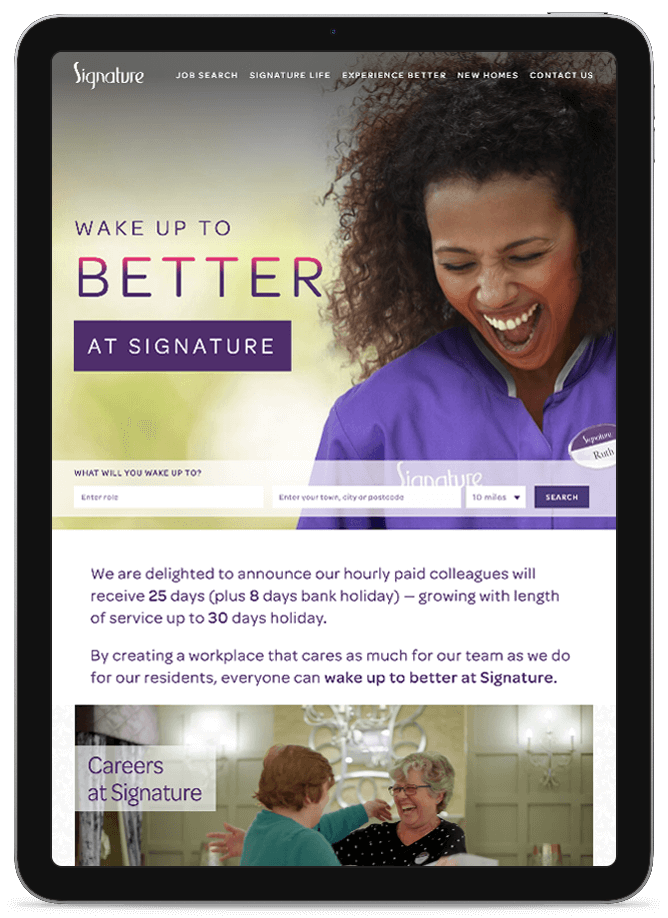 Signature
JOB SEARCH SIGNATURE LIFE EXPERIENCE BETTER NEW HOMES CONTACT US
WAKE UP TO
BETTER
AT SIGNATURE
Signature
Ruth
WHAT WILL YOU WAKE UP TO?
Signature
Enter role
Enter your town, city or postcode
10 miles
SEARCH
We are delighted to announce our hourly paid colleagues will
receive 25 days (plus 8 days bank holiday) — growing with length
of service up to 30 days holiday.
By creating a workplace that cares as much for our team as we do
for our residents, everyone can wake up to better at Signature.
Careers
at Signature